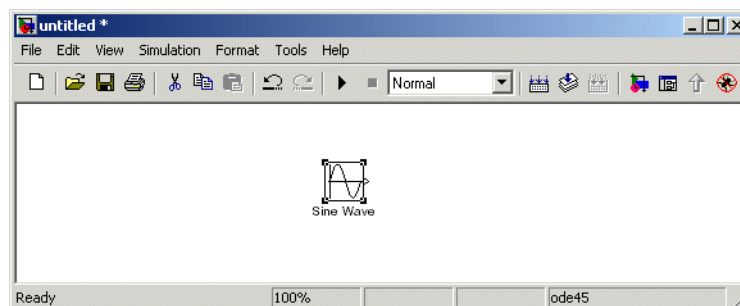 untitled *
File Edit View Simulation Format Tools Help
Normal
Sine Wave
Ready 100% ode45